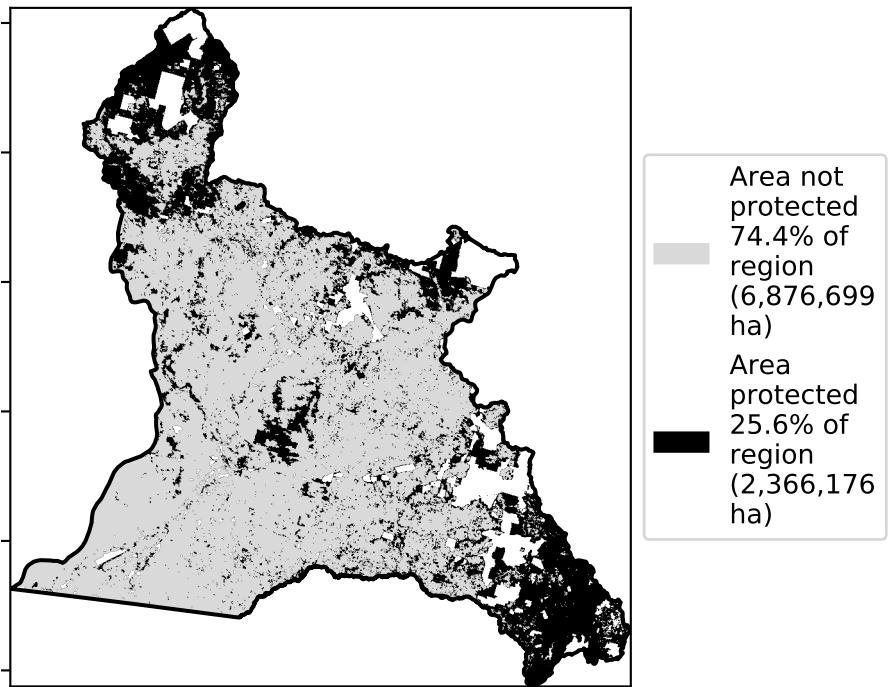 Area not
protected
74.4% of
region
(6,876,699
ha)
Area
protected
25.6% of
region
(2,366,176
ha)